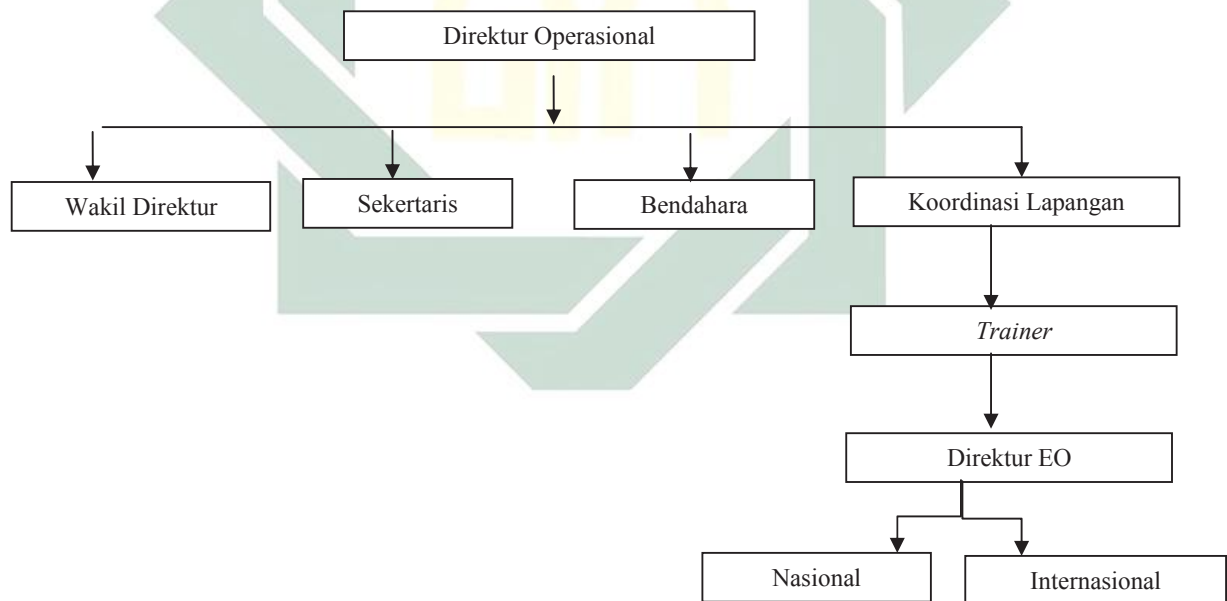 Direktur Operasional
Wakil Direktur
Sekertaris
Bendahara
Koordinasi Lapangan
Trainer
Direktur EO
Nasional
Internasional